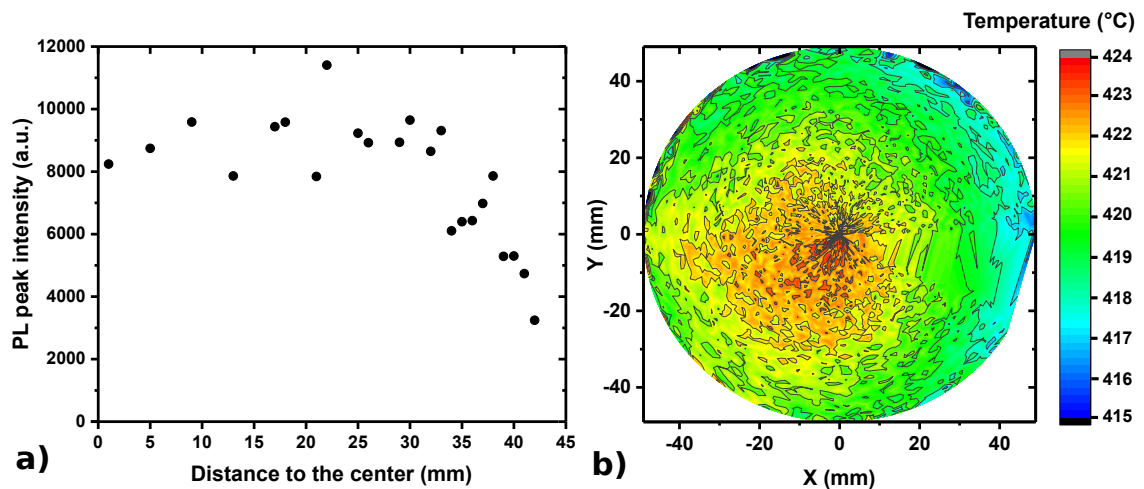 Temperature (°C)
12000
10000
8000
6000
4000
2000
0
PL peak intensity (a.u.)
0 5 10 15 20 25 30 35 40 45
Distance to the center (mm)
a)
40
20
0
-20
-40
Y (mm)
-40 -20 0 20 40
X (mm)
b)
424
423
422
421
420
419
418
417
416
415